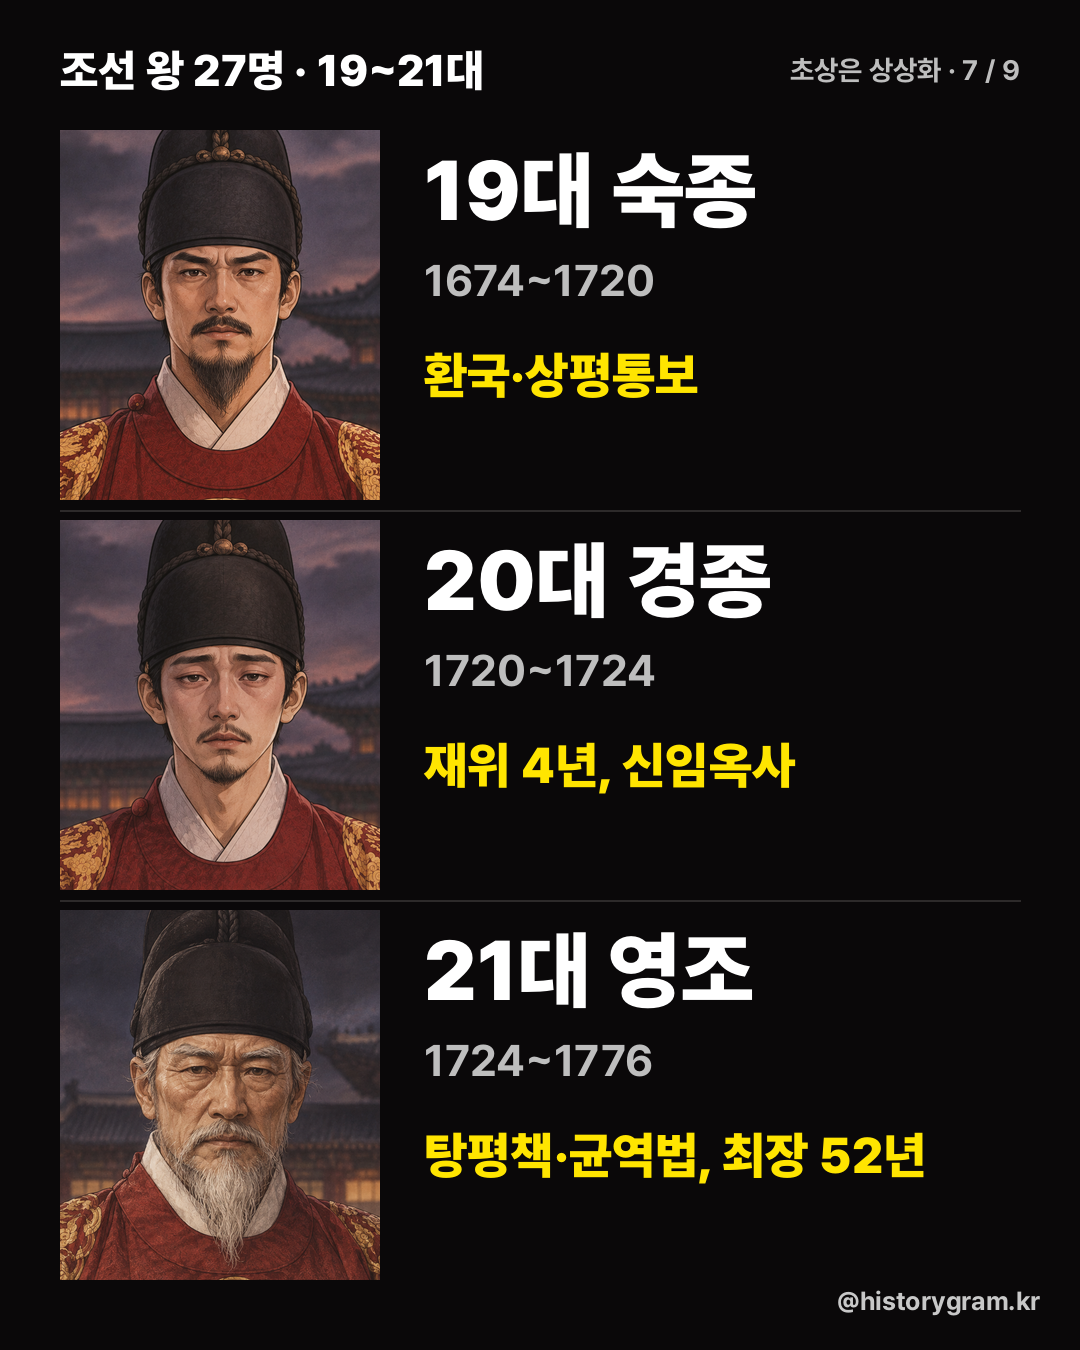 조선 왕 27명 · 19~21대
초상은 상상화 · 7 / 9
19대 숙종
1674~1720
환국·상평통보
20대 경종
1720~1724
재위 4년, 신임옥사
21대 영조
1724~1776
탕평책·균역법, 최장 52년
@historygram.kr